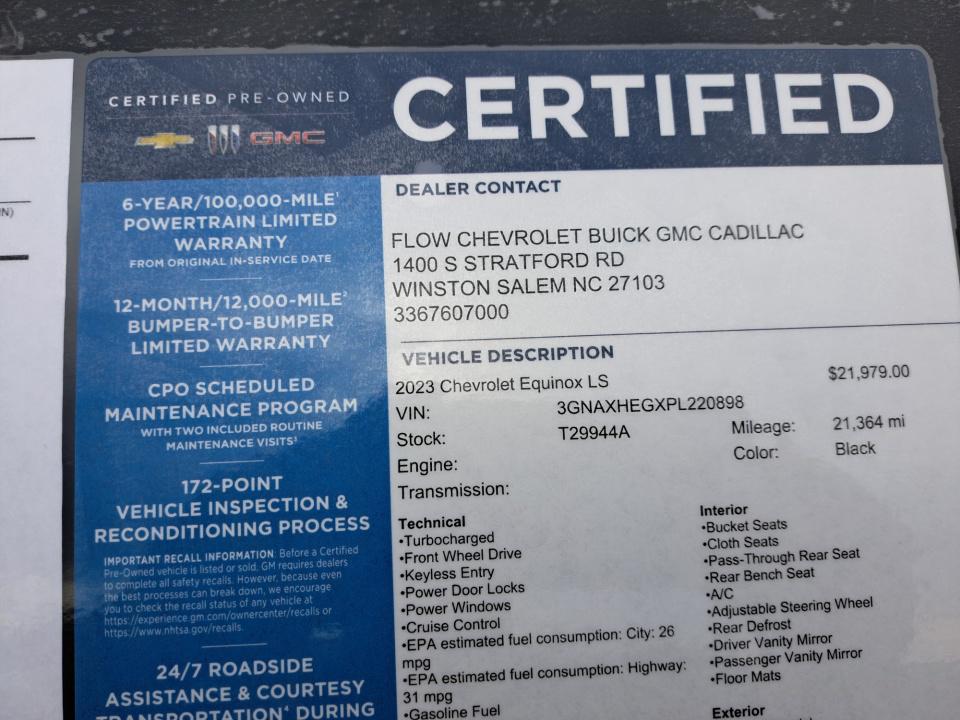 IN)
CERTIFIED PRE-OWNED
GMC
CERTIFIED
6-YEAR/100,000-MILE¹
POWERTRAIN LIMITED
WARRANTY
FROM ORIGINAL IN-SERVICE DATE
12-MONTH/12,000-MILE²
BUMPER-TO-BUMPER
LIMITED WARRANTY
CPO SCHEDULED
MAINTENANCE PROGRAM
WITH TWO INCLUDED ROUTINE
MAINTENANCE VISITS³
172-POINT
VEHICLE INSPECTION &
RECONDITIONING PROCESS
IMPORTANT RECALL INFORMATION: Before a Certified
Pre-Owned vehicle is listed or sold, GM requires dealers
to complete all safety recalls. However, because even
the best processes can break down, we encourage
you to check the recall status of any vehicle at
https://experience.gm.com/ownercenter/recalls or
https://www.nhtsa.gov/recalls.
24/7 ROADSIDE
ASSISTANCE & COURTESY
TRANSPORTATION⁴ DURING
DEALER CONTACT
FLOW CHEVROLET BUICK GMC CADILLAC
1400 S STRATFORD RD
WINSTON SALEM NC 27103
3367607000
VEHICLE DESCRIPTION
2023 Chevrolet Equinox LS $21,979.00
VIN: 3GNAXHEGXPL220898
Stock: T29944A Mileage: 21,364 mi
Engine: Color: Black
Transmission:
Technical
•Turbocharged
•Front Wheel Drive
•Keyless Entry
•Power Door Locks
•Power Windows
•Cruise Control
•EPA estimated fuel consumption: City: 26
mpg
•EPA estimated fuel consumption: Highway:
31 mpg
•Gasoline Fuel
Interior
•Bucket Seats
•Cloth Seats
•Pass-Through Rear Seat
•Rear Bench Seat
•A/C
•Adjustable Steering Wheel
•Rear Defrost
•Driver Vanity Mirror
•Passenger Vanity Mirror
•Floor Mats
Exterior